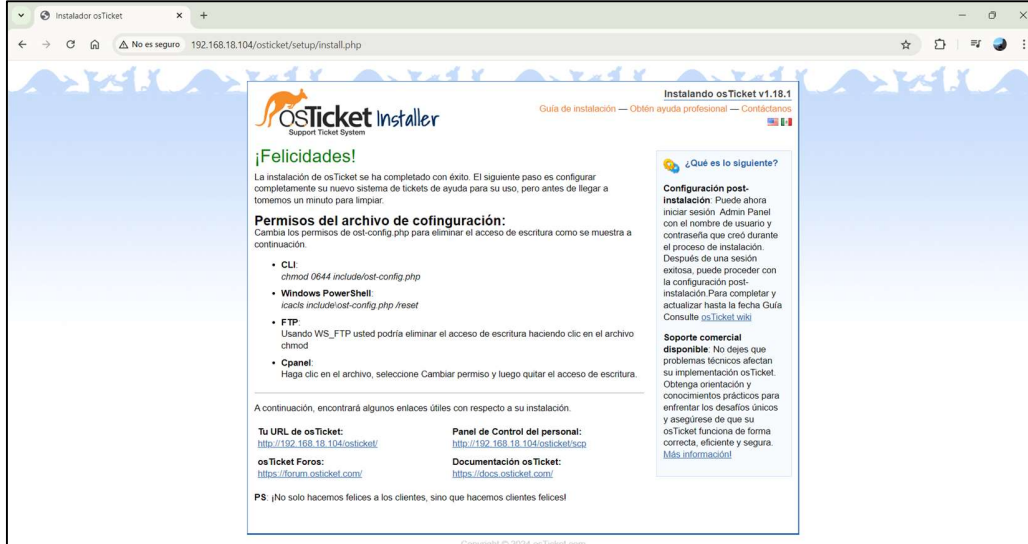 Instalador osTicket
No es seguro 192.168.18.104/osticket/setup/install.php
osTicket Installer
Support Ticket System
Instalando osTicket v1.18.1
Guía de instalación — Obtén ayuda profesional — Contáctanos
¡Felicidades!
La instalación de osTicket se ha completado con éxito. El siguiente paso es configurar
completamente su nuevo sistema de tickets de ayuda para su uso, pero antes de llegar a
tomemos un minuto para limpiar.
Permisos del archivo de cofinguración:
Cambia los permisos de ost-config.php para eliminar el acceso de escritura como se muestra a
continuación.
• CLI:
chmod 0644 include/ost-config.php
• Windows PowerShell:
icacls include\ost-config.php /reset
• FTP:
Usando WS_FTP usted podría eliminar el acceso de escritura haciendo clic en el archivo
chmod
• Cpanel:
Haga clic en el archivo, seleccione Cambiar permiso y luego quitar el acceso de escritura.
A continuación, encontrará algunos enlaces útiles con respecto a su instalación.
Tu URL de osTicket:
http://192.168.18.104/osticket/
Panel de Control del personal:
http://192.168.18.104/osticket/scp
osTicket Foros:
https://forum.osticket.com/
Documentación osTicket:
https://docs.osticket.com/
PS: ¡No solo hacemos felices a los clientes, sino que hacemos clientes felices!
¿Qué es lo siguiente?
Configuración post-
instalación: Puede ahora
iniciar sesión Admin Panel
con el nombre de usuario y
contraseña que creó durante
el proceso de instalación.
Después de una sesión
exitosa, puede proceder con
la configuración post-
instalación.Para completar y
actualizar hasta la fecha Guía
Consulte osTicket wiki
Soporte comercial
disponible: No dejes que
problemas técnicos afectan
su implementación osTicket.
Obtenga orientación y
conocimientos prácticos para
enfrentar los desafíos únicos
y asegúrese de que su
osTicket funciona de forma
correcta, eficiente y segura.
Más información!
Copyright © 2024 osTicket.com